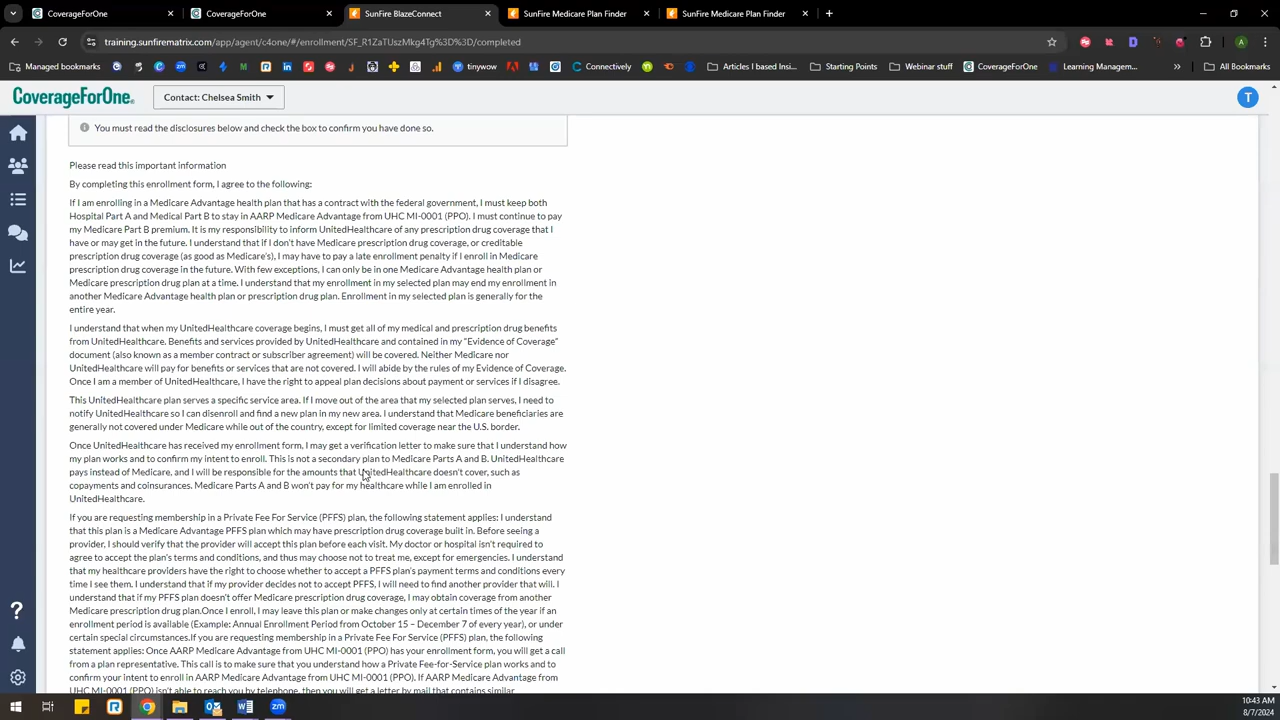 CoverageForOne
CoverageForOne
SunFire BlazeConnect
SunFire Medicare Plan Finder
SunFire Medicare Plan Finder
training.sunfirematrix.com/app/agent/c4one/#/enrollment/SF_R1ZaTUszMkg4Tg%3D%3D/completed
Managed bookmarks
tinywow
Connectively
Articles I based Insi...
Starting Points
Webinar stuff
CoverageForOne
Learning Managem...
All Bookmarks
CoverageForOne
Contact: Chelsea Smith
T
You must read the disclosures below and check the box to confirm you have done so.
Please read this important information
By completing this enrollment form, I agree to the following:
If I am enrolling in a Medicare Advantage health plan that has a contract with the federal government, I must keep both
Hospital Part A and Medical Part B to stay in AARP Medicare Advantage from UHC MI-0001 (PPO). I must continue to pay
my Medicare Part B premium. It is my responsibility to inform UnitedHealthcare of any prescription drug coverage that I
have or may get in the future. I understand that if I don't have Medicare prescription drug coverage, or creditable
prescription drug coverage (as good as Medicare's), I may have to pay a late enrollment penalty if I enroll in Medicare
prescription drug coverage in the future. With few exceptions, I can only be in one Medicare Advantage health plan or
Medicare prescription drug plan at a time. I understand that my enrollment in my selected plan may end my enrollment in
another Medicare Advantage health plan or prescription drug plan. Enrollment in my selected plan is generally for the
entire year.
I understand that when my UnitedHealthcare coverage begins, I must get all of my medical and prescription drug benefits
from UnitedHealthcare. Benefits and services provided by UnitedHealthcare and contained in my "Evidence of Coverage"
document (also known as a member contract or subscriber agreement) will be covered. Neither Medicare nor
UnitedHealthcare will pay for benefits or services that are not covered. I will abide by the rules of my Evidence of Coverage.
Once I am a member of UnitedHealthcare, I have the right to appeal plan decisions about payment or services if I disagree.
This UnitedHealthcare plan serves a specific service area. If I move out of the area that my selected plan serves, I need to
notify UnitedHealthcare so I can disenroll and find a new plan in my new area. I understand that Medicare beneficiaries are
generally not covered under Medicare while out of the country, except for limited coverage near the U.S. border.
Once UnitedHealthcare has received my enrollment form, I may get a verification letter to make sure that I understand how
my plan works and to confirm my intent to enroll. This is not a secondary plan to Medicare Parts A and B. UnitedHealthcare
pays instead of Medicare, and I will be responsible for the amounts that UnitedHealthcare doesn't cover, such as
copayments and coinsurances. Medicare Parts A and B won't pay for my healthcare while I am enrolled in
UnitedHealthcare.
If you are requesting membership in a Private Fee For Service (PFFS) plan, the following statement applies: I understand
that this plan is a Medicare Advantage PFFS plan which may have prescription drug coverage built in. Before seeing a
provider, I should verify that the provider will accept this plan before each visit. My doctor or hospital isn't required to
agree to accept the plan's terms and conditions, and thus may choose not to treat me, except for emergencies. I understand
that my healthcare providers have the right to choose whether to accept a PFFS plan's payment terms and conditions every
time I see them. I understand that if my provider decides not to accept PFFS, I will need to find another provider that will. I
understand that if my PFFS plan doesn't offer Medicare prescription drug coverage, I may obtain coverage from another
Medicare prescription drug plan.Once I enroll, I may leave this plan or make changes only at certain times of the year if an
enrollment period is available (Example: Annual Enrollment Period from October 15 – December 7 of every year), or under
certain special circumstances.If you are requesting membership in a Private Fee For Service (PFFS) plan, the following
statement applies: Once AARP Medicare Advantage from UHC MI-0001 (PPO) has your enrollment form, you will get a call
from a plan representative. This call is to make sure that you understand how a Private Fee-for-Service plan works and to
confirm your intent to enroll in AARP Medicare Advantage from UHC MI-0001 (PPO). If AARP Medicare Advantage from
UHC MI-0001 (PPO) isn't able to reach you by telephone, then you will get a letter by mail that contains similar
10:43 AM
8/7/2024